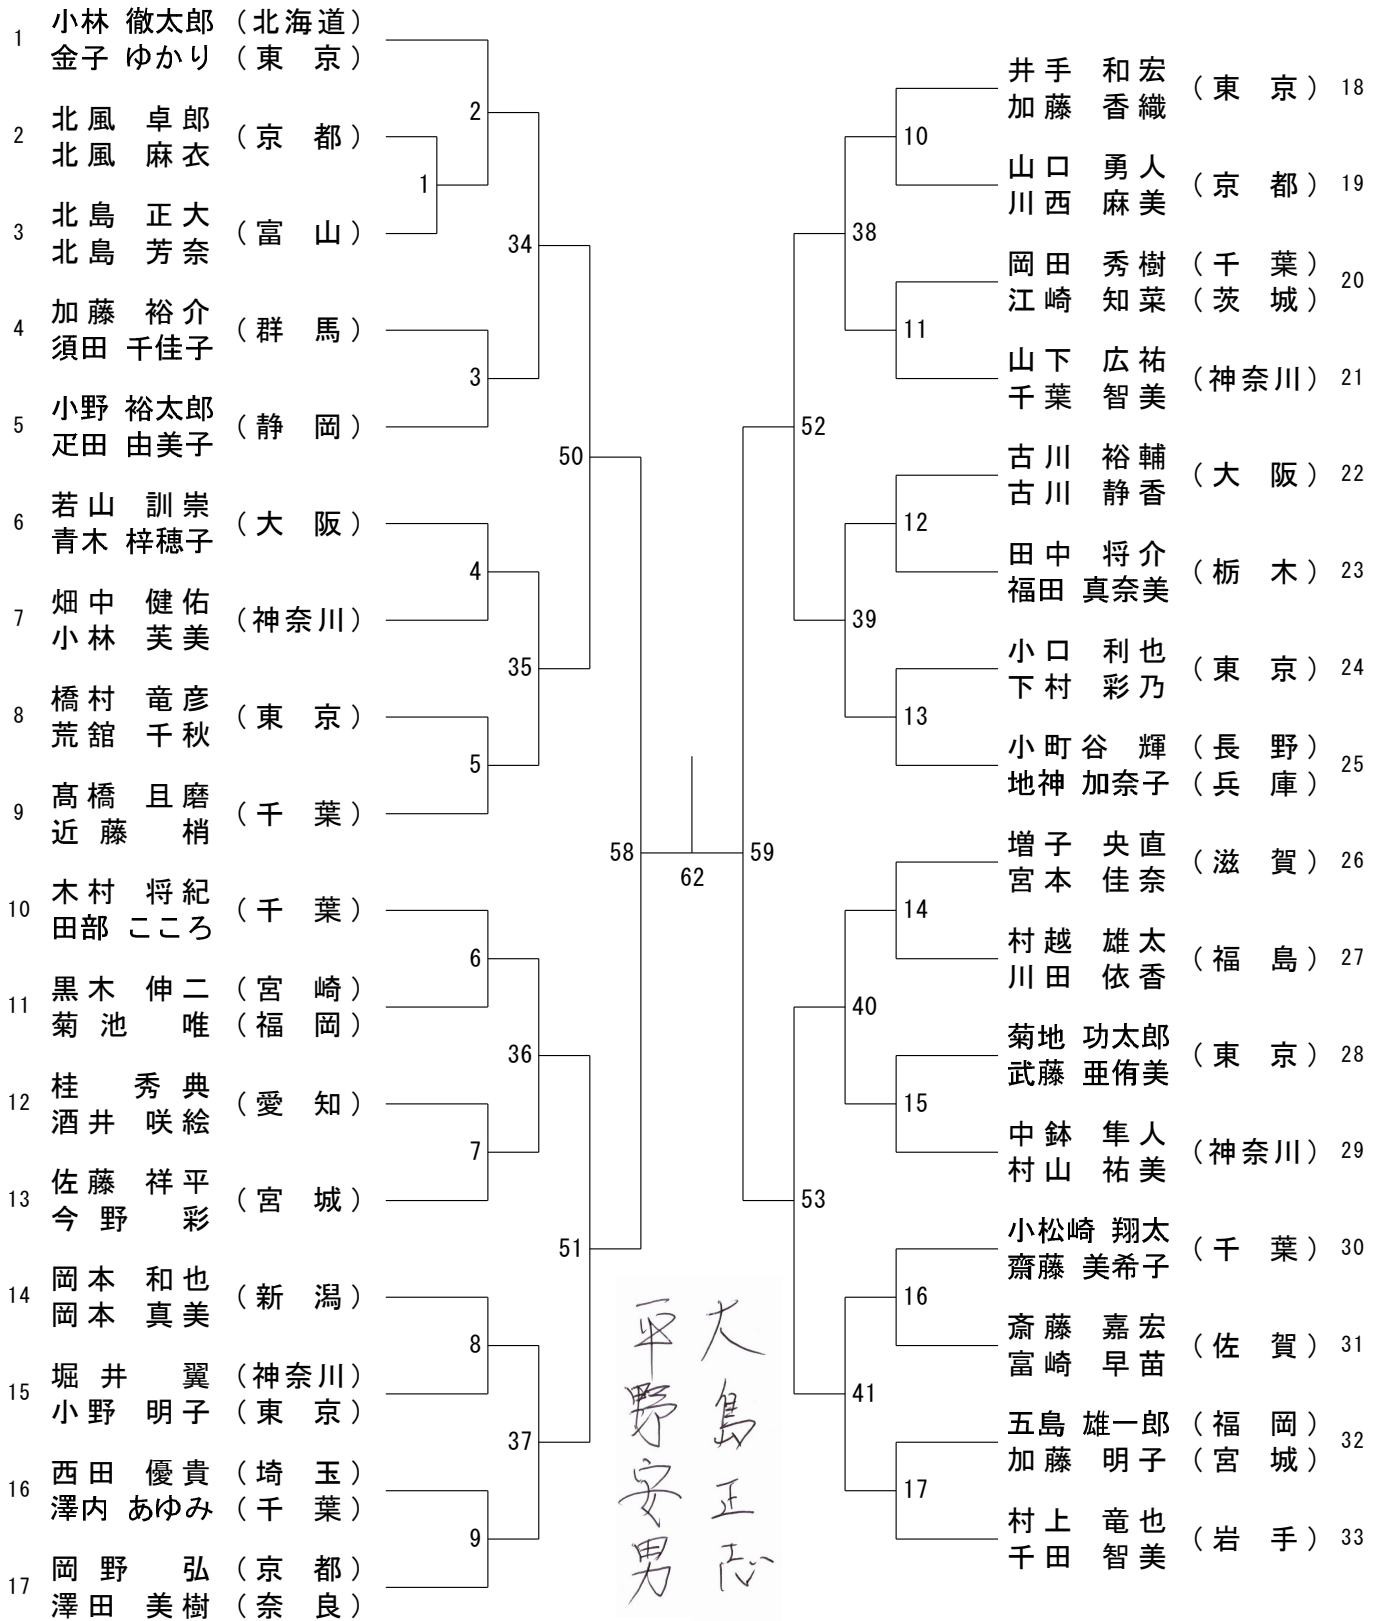 1 小林 徹太郎 （北海道）
金子 ゆかり （東 京）
2 北風 卓郎 （京 都）
北風 麻衣
3 北島 正大 （富 山）
北島 芳奈
4 加藤 裕介 （群 馬）
須田 千佳子
5 小野 裕太郎 （静 岡）
疋田 由美子
6 若山 訓崇 （大 阪）
青木 梓穂子
7 畑中 健佑 （神奈川）
小林 芙美
8 橋村 竜彦 （東 京）
荒舘 千秋
9 髙橋 且磨 （千 葉）
近藤 梢
10 木村 将紀 （千 葉）
田部 こころ
11 黒木 伸二 （宮 崎）
菊池 唯 （福 岡）
12 桂 秀典 （愛 知）
酒井 咲絵
13 佐藤 祥平 （宮 城）
今野 彩
14 岡本 和也 （新 潟）
岡本 真美
15 堀井 翼 （神奈川）
小野 明子 （東 京）
16 西田 優貴 （埼 玉）
澤内 あゆみ （千 葉）
17 岡野 弘 （京 都）
澤田 美樹 （奈 良）
1
2
3
4
5
6
7
8
9
34
35
36
37
50
51
58
62
59
52
53
38
39
40
41
10
11
12
13
14
15
16
17
井手 和宏 （東 京） 18
加藤 香織
山口 勇人 （京 都） 19
川西 麻美
岡田 秀樹 （千 葉） 20
江崎 知菜 （茨 城）
山下 広祐 （神奈川） 21
千葉 智美
古川 裕輔 （大 阪） 22
古川 静香
田中 将介 （栃 木） 23
福田 真奈美
小口 利也 （東 京） 24
下村 彩乃
小町谷 輝 （長 野） 25
地神 加奈子 （兵 庫）
増子 央直 （滋 賀） 26
宮本 佳奈
村越 雄太 （福 島） 27
川田 依香
菊地 功太郎 （東 京） 28
武藤 亜侑美
中鉢 隼人 （神奈川） 29
村山 祐美
小松崎 翔太 （千 葉） 30
齋藤 美希子
斎藤 嘉宏 （佐 賀） 31
富崎 早苗
五島 雄一郎 （福 岡） 32
加藤 明子 （宮 城）
村上 竜也 （岩 手） 33
千田 智美
大島正
平野安男